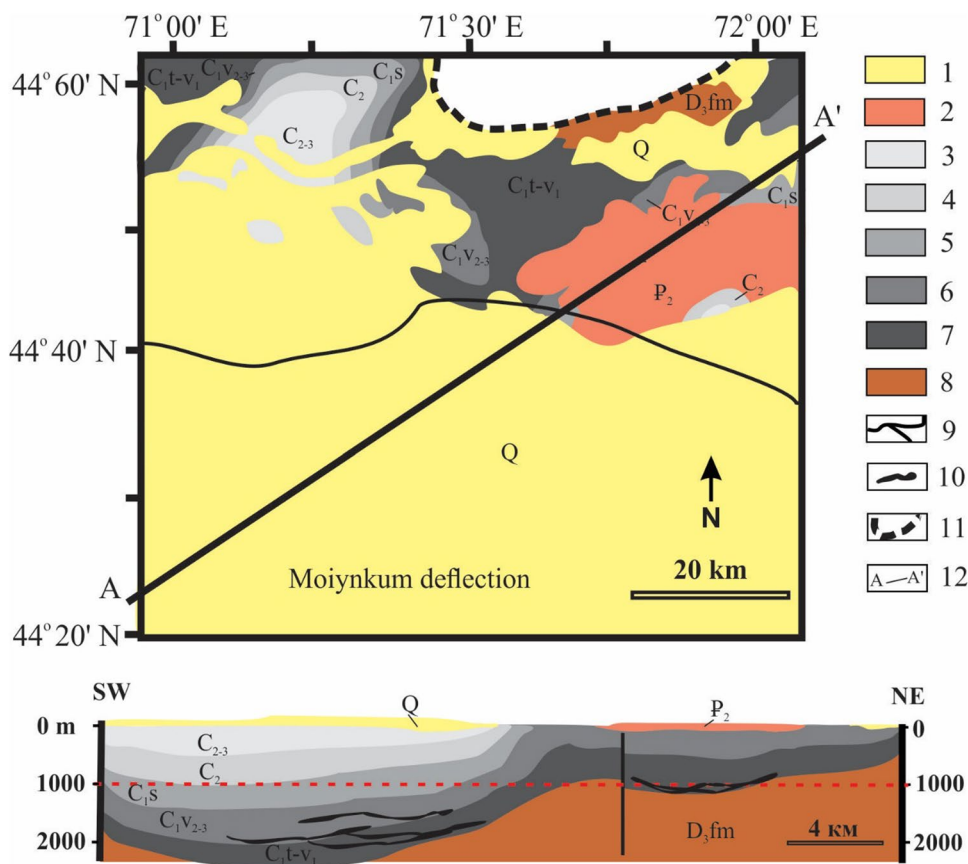 71° 00' E 71° 30' E 72° 00' E
44° 60' N
44° 40' N
44° 20' N
C₁t-v₁
C₁v₂₋₃
C₁s
C₂
C₂₋₃
D₃fm
A'
Q
C₁t-v₁
C₁v₂₋₃
C₁s
C₁v₂₋₃
P₂
C₂
Q
N
A
Moiynkum deflection
20 km
1
2
3
4
5
6
7
8
9
10
11
A A' 12
SW Q P₂ NE
0 m 0
C₂₋₃
C₂
1000 1000
C₁s
C₁v₂₋₃
2000 2000
C₁t-v₁
D₃fm
4 км